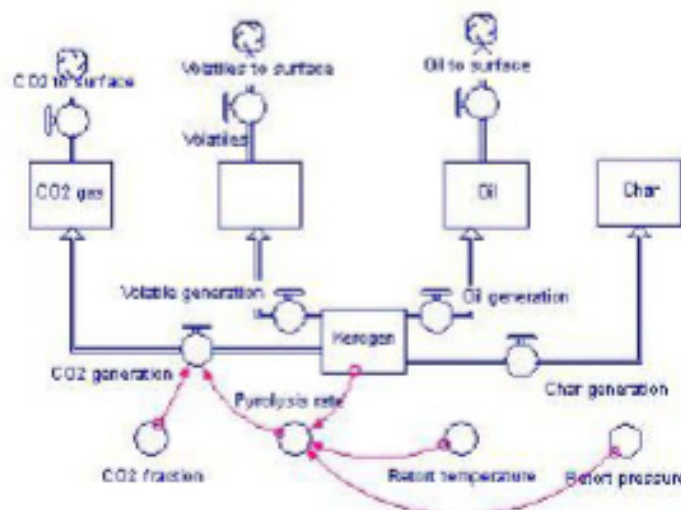 CO2 to surface
Volatiles to surface
Oil to surface
Volatiles
CO2 gas
Oil
Char
Volatile generation
Oil generation
Kerogen
CO2 generation
Pyrolysis rate
Char generation
CO2 fraction
Retort temperature
Retort pressure